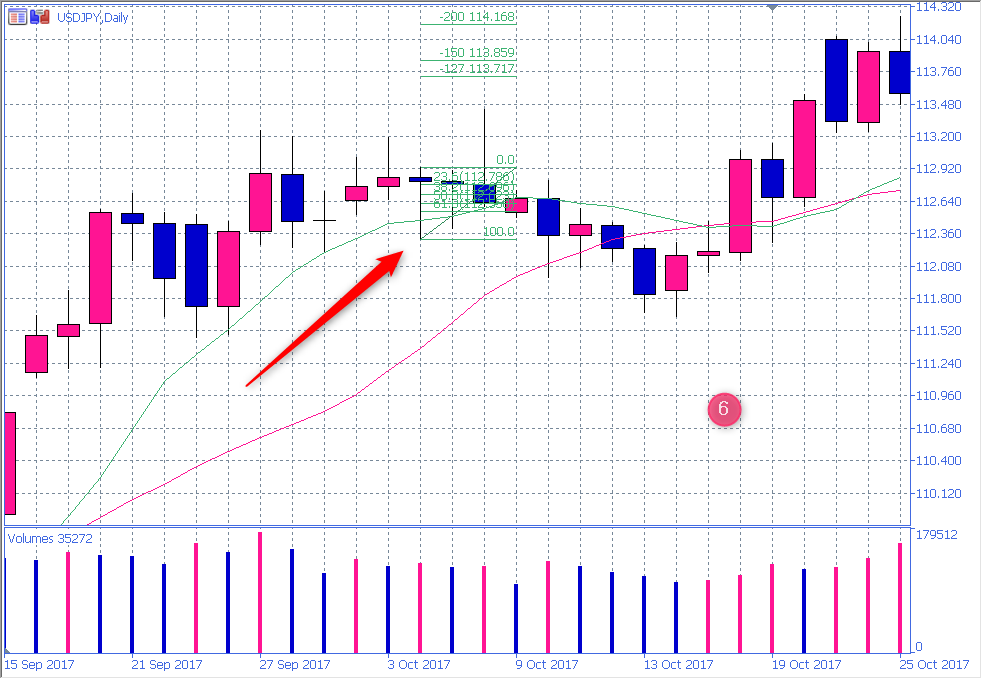 USDJPY,Daily
-200 114.168
-150 113.859
-127 113.717
0.0
23.6(112.786)
100.0
6
114.320
114.040
113.760
113.480
113.200
112.920
112.640
112.360
112.080
111.800
111.520
111.240
110.960
110.680
110.400
110.120
Volumes 35272
179512
0
15 Sep 2017
21 Sep 2017
27 Sep 2017
3 Oct 2017
9 Oct 2017
13 Oct 2017
19 Oct 2017
25 Oct 2017